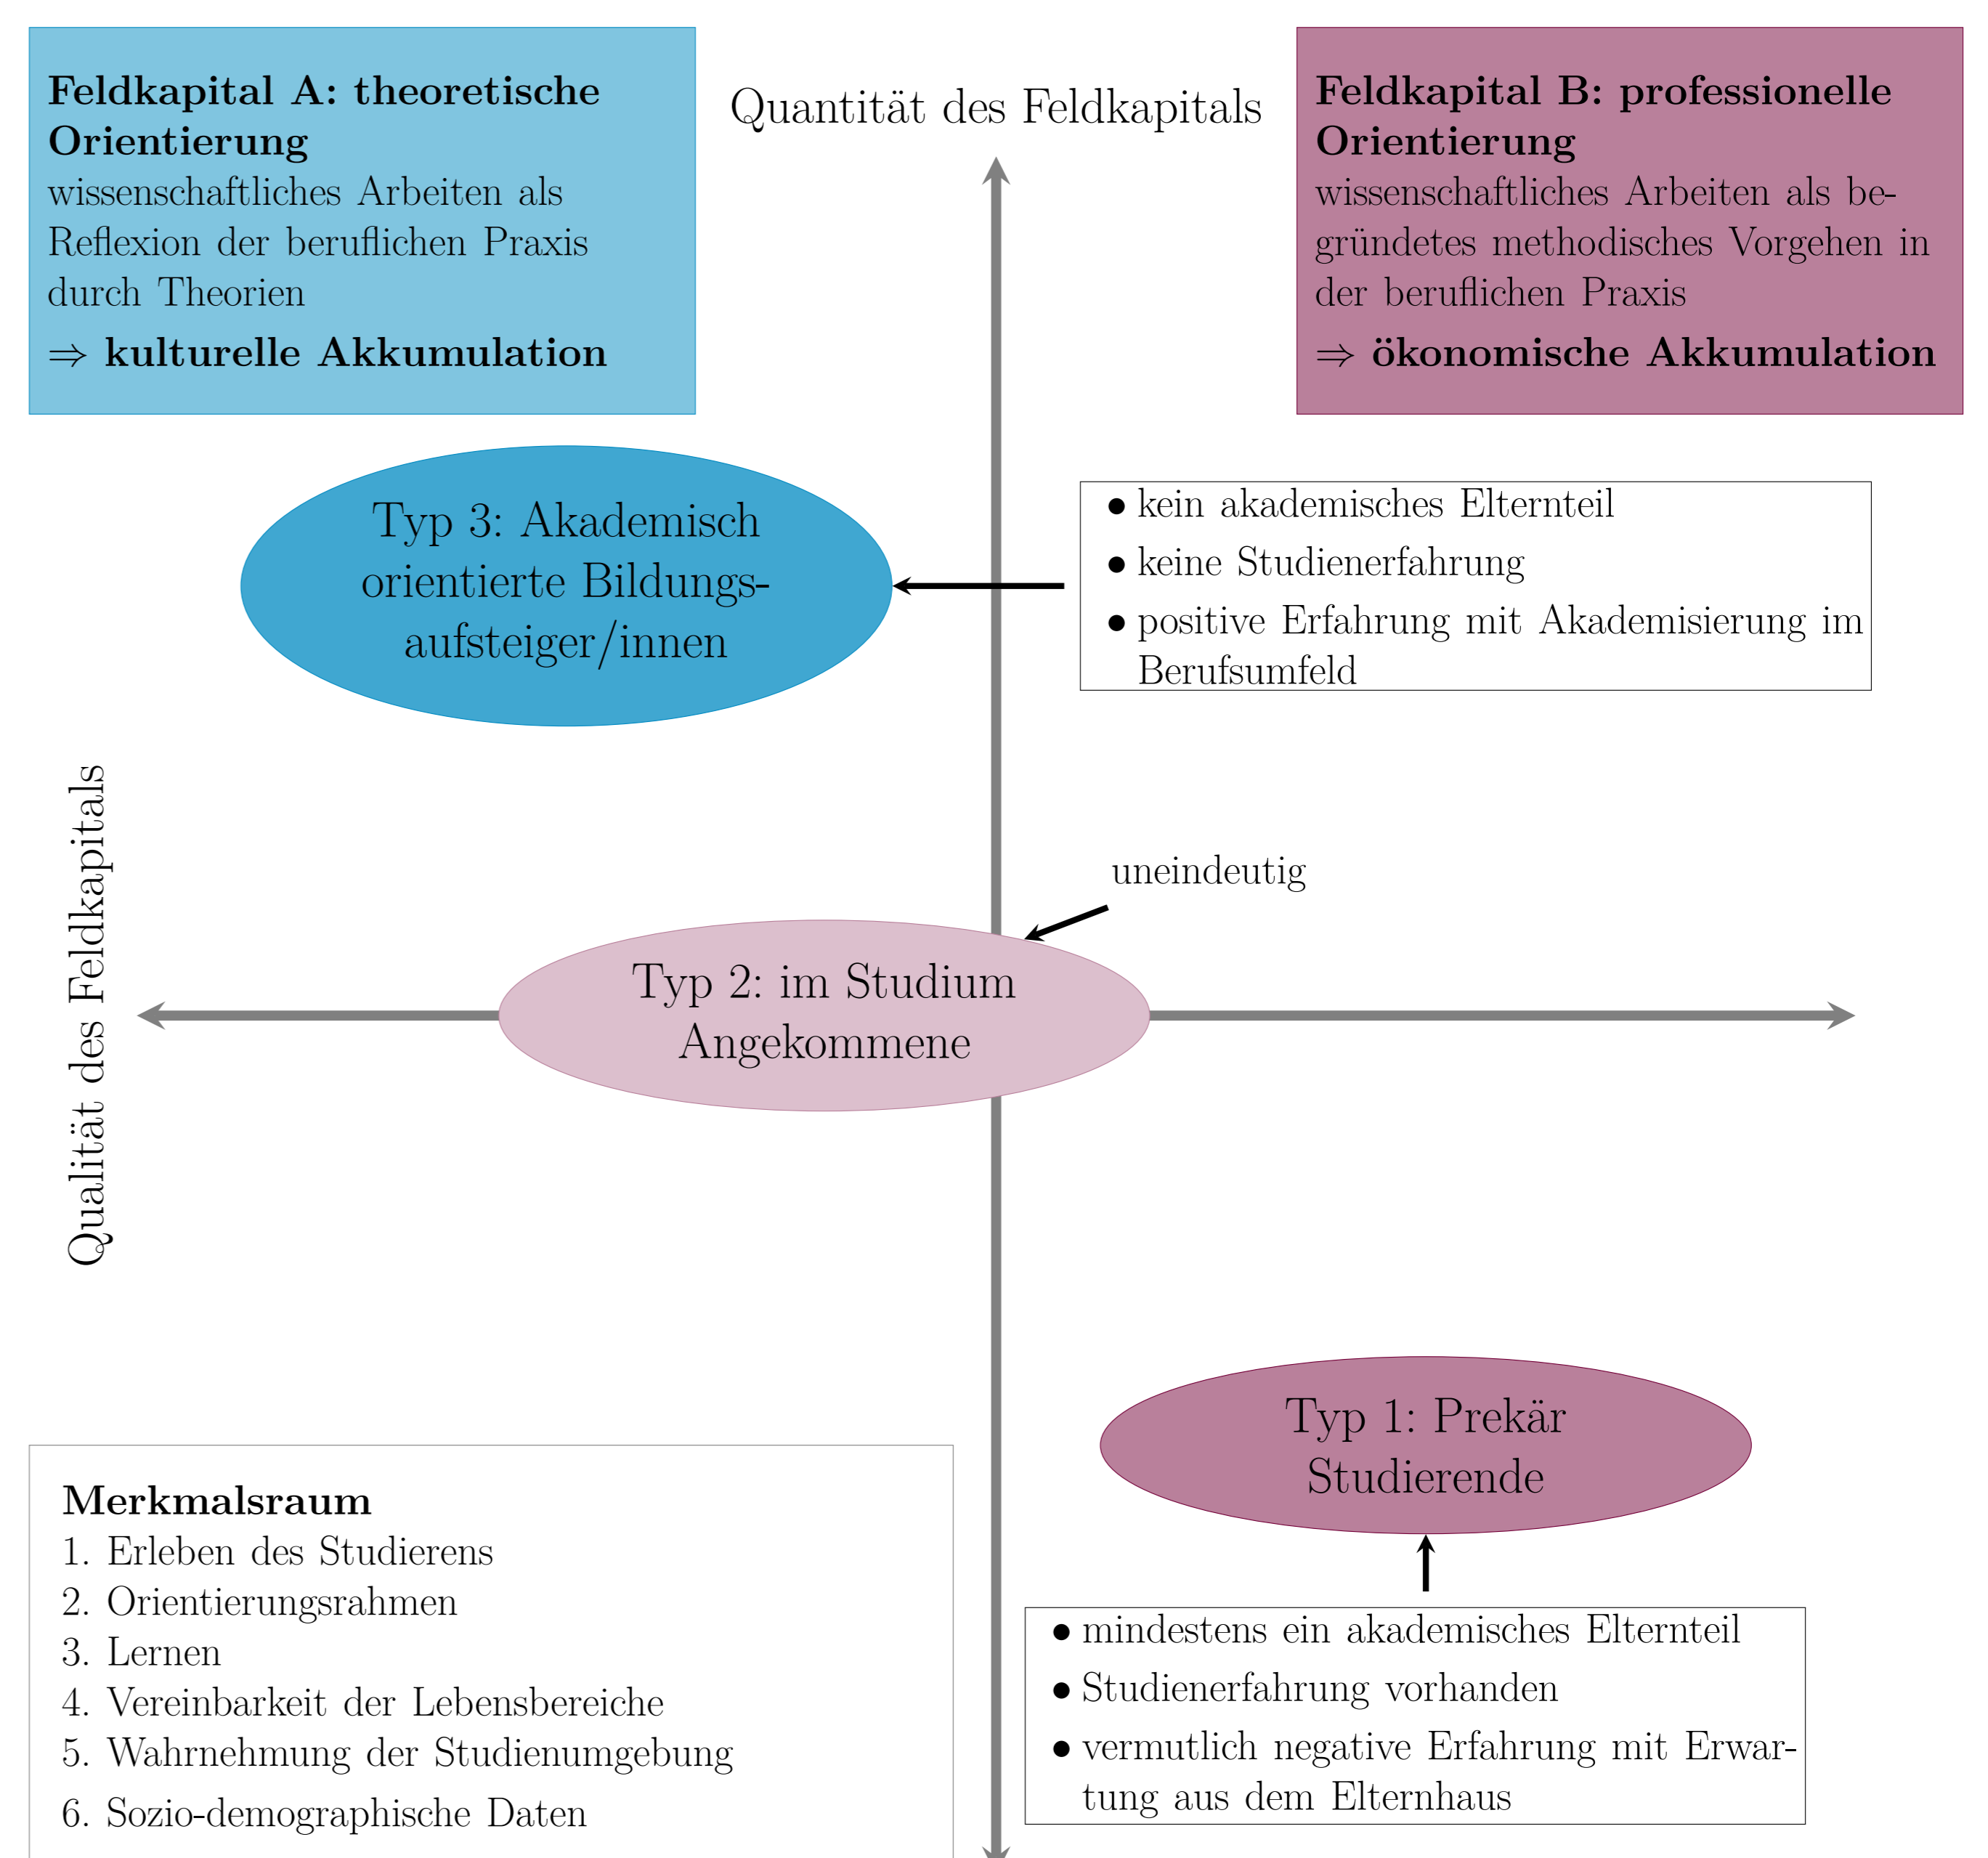 Feldkapital A: theoretische
Orientierung
wissenschaftliches Arbeiten als
Reflexion der beruflichen Praxis
durch Theorien
⇒ kulturelle Akkumulation
Quantität des Feldkapitals
Feldkapital B: professionelle
Orientierung
wissenschaftliches Arbeiten als be-
gründetes methodisches Vorgehen in
der beruflichen Praxis
⇒ ökonomische Akkumulation
Typ 3: Akademisch
orientierte Bildungs-
aufsteiger/innen
• kein akademisches Elternteil
• keine Studienerfahrung
• positive Erfahrung mit Akademisierung im
Berufsumfeld
Qualität des Feldkapitals
uneindeutig
Typ 2: im Studium
Angekommene
Typ 1: Prekär
Studierende
Merkmalsraum
1. Erleben des Studierens
2. Orientierungsrahmen
3. Lernen
4. Vereinbarkeit der Lebensbereiche
5. Wahrnehmung der Studienumgebung
6. Sozio-demographische Daten
• mindestens ein akademisches Elternteil
• Studienerfahrung vorhanden
• vermutlich negative Erfahrung mit Erwar-
tung aus dem Elternhaus